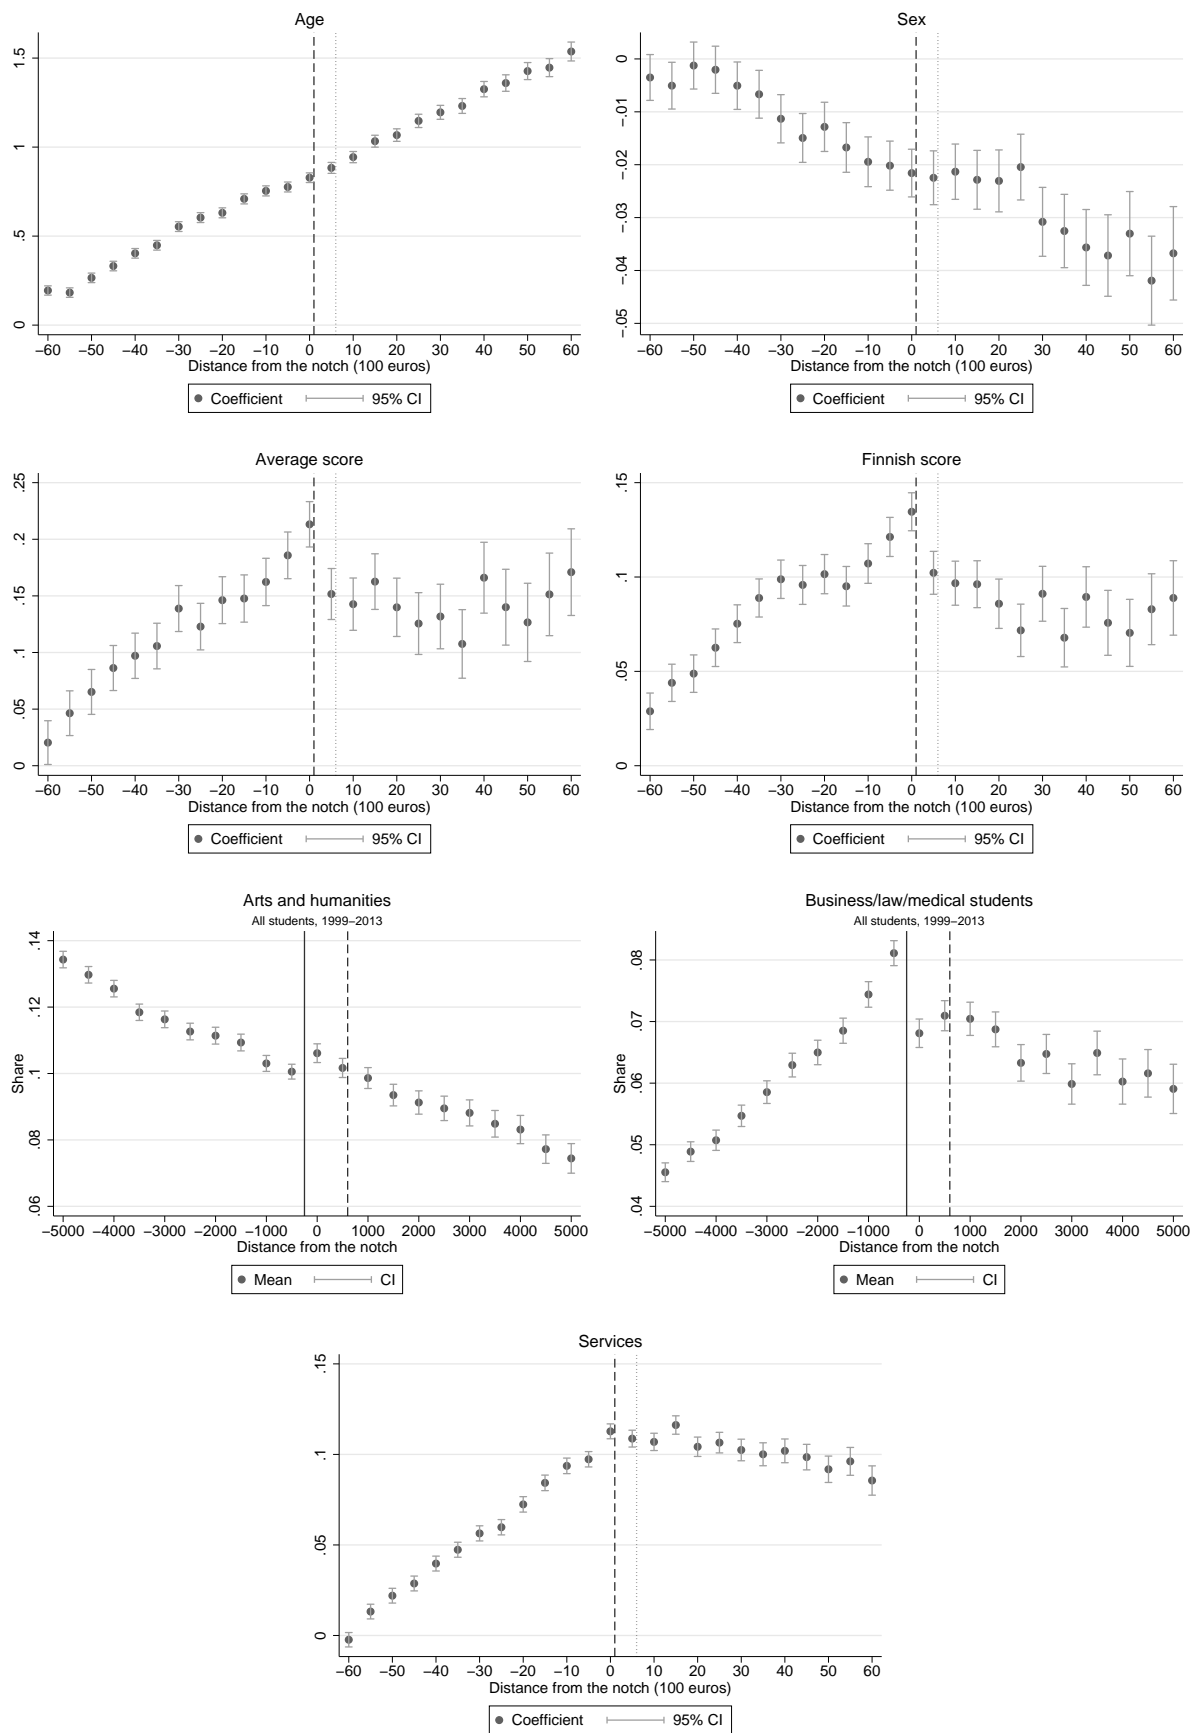 Age
0 .5 1 1.5
−60 −50 −40 −30 −20 −10 0 10 20 30 40 50 60
Distance from the notch (100 euros)
Coefficient 95% CI
Sex
−.05 −.04 −.03 −.02 −.01 0
−60 −50 −40 −30 −20 −10 0 10 20 30 40 50 60
Distance from the notch (100 euros)
Coefficient 95% CI
Average score
0 .05 .1 .15 .2 .25
−60 −50 −40 −30 −20 −10 0 10 20 30 40 50 60
Distance from the notch (100 euros)
Coefficient 95% CI
Finnish score
0 .05 .1 .15
−60 −50 −40 −30 −20 −10 0 10 20 30 40 50 60
Distance from the notch (100 euros)
Coefficient 95% CI
Arts and humanities
All students, 1999−2013
Share
.06 .08 .1 .12 .14
−5000 −4000 −3000 −2000 −1000 0 1000 2000 3000 4000 5000
Distance from the notch
Mean CI
Business/law/medical students
All students, 1999−2013
Share
.04 .05 .06 .07 .08
−5000 −4000 −3000 −2000 −1000 0 1000 2000 3000 4000 5000
Distance from the notch
Mean CI
Services
0 .05 .1 .15
−60 −50 −40 −30 −20 −10 0 10 20 30 40 50 60
Distance from the notch (100 euros)
Coefficient 95% CI